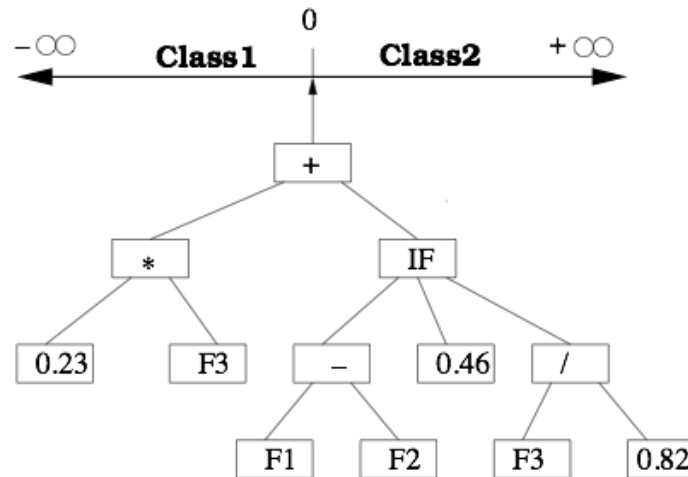 0
– ∞ Class1 Class2 + ∞
+
* IF
0.23 F3 – 0.46 /
F1 F2 F3 0.82